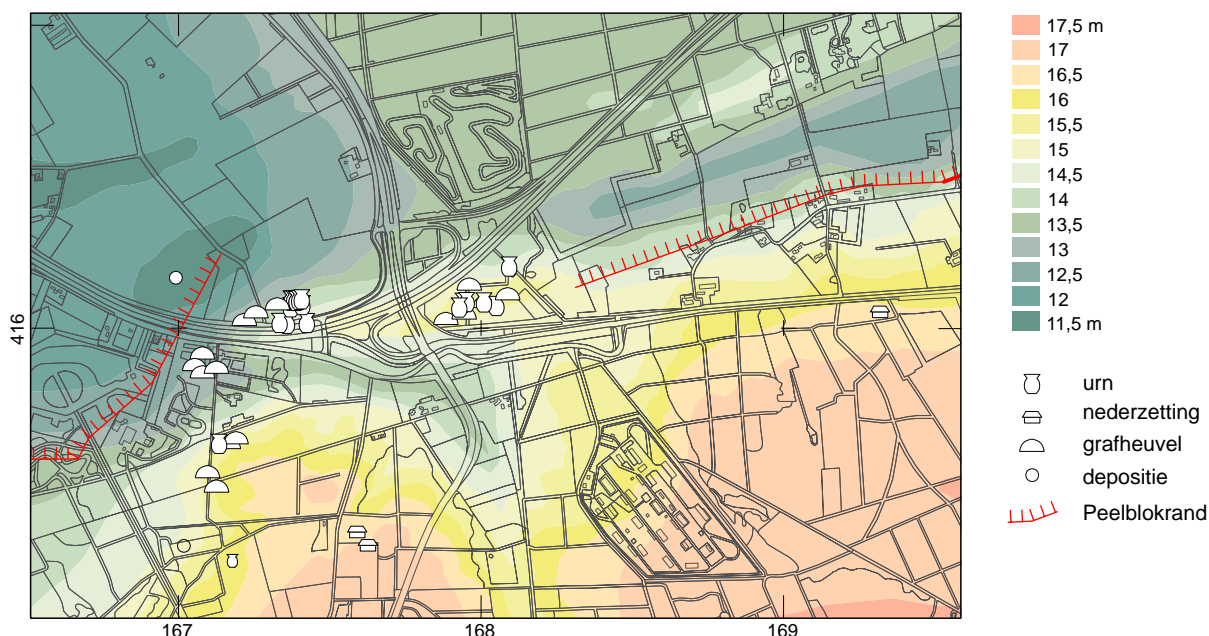 17,5 m
17
16,5
16
15,5
15
14,5
14
13,5
13
12,5
12
11,5 m
urn
nederzetting
grafheuvel
depositie
Peelblokrand
416
167
168
169